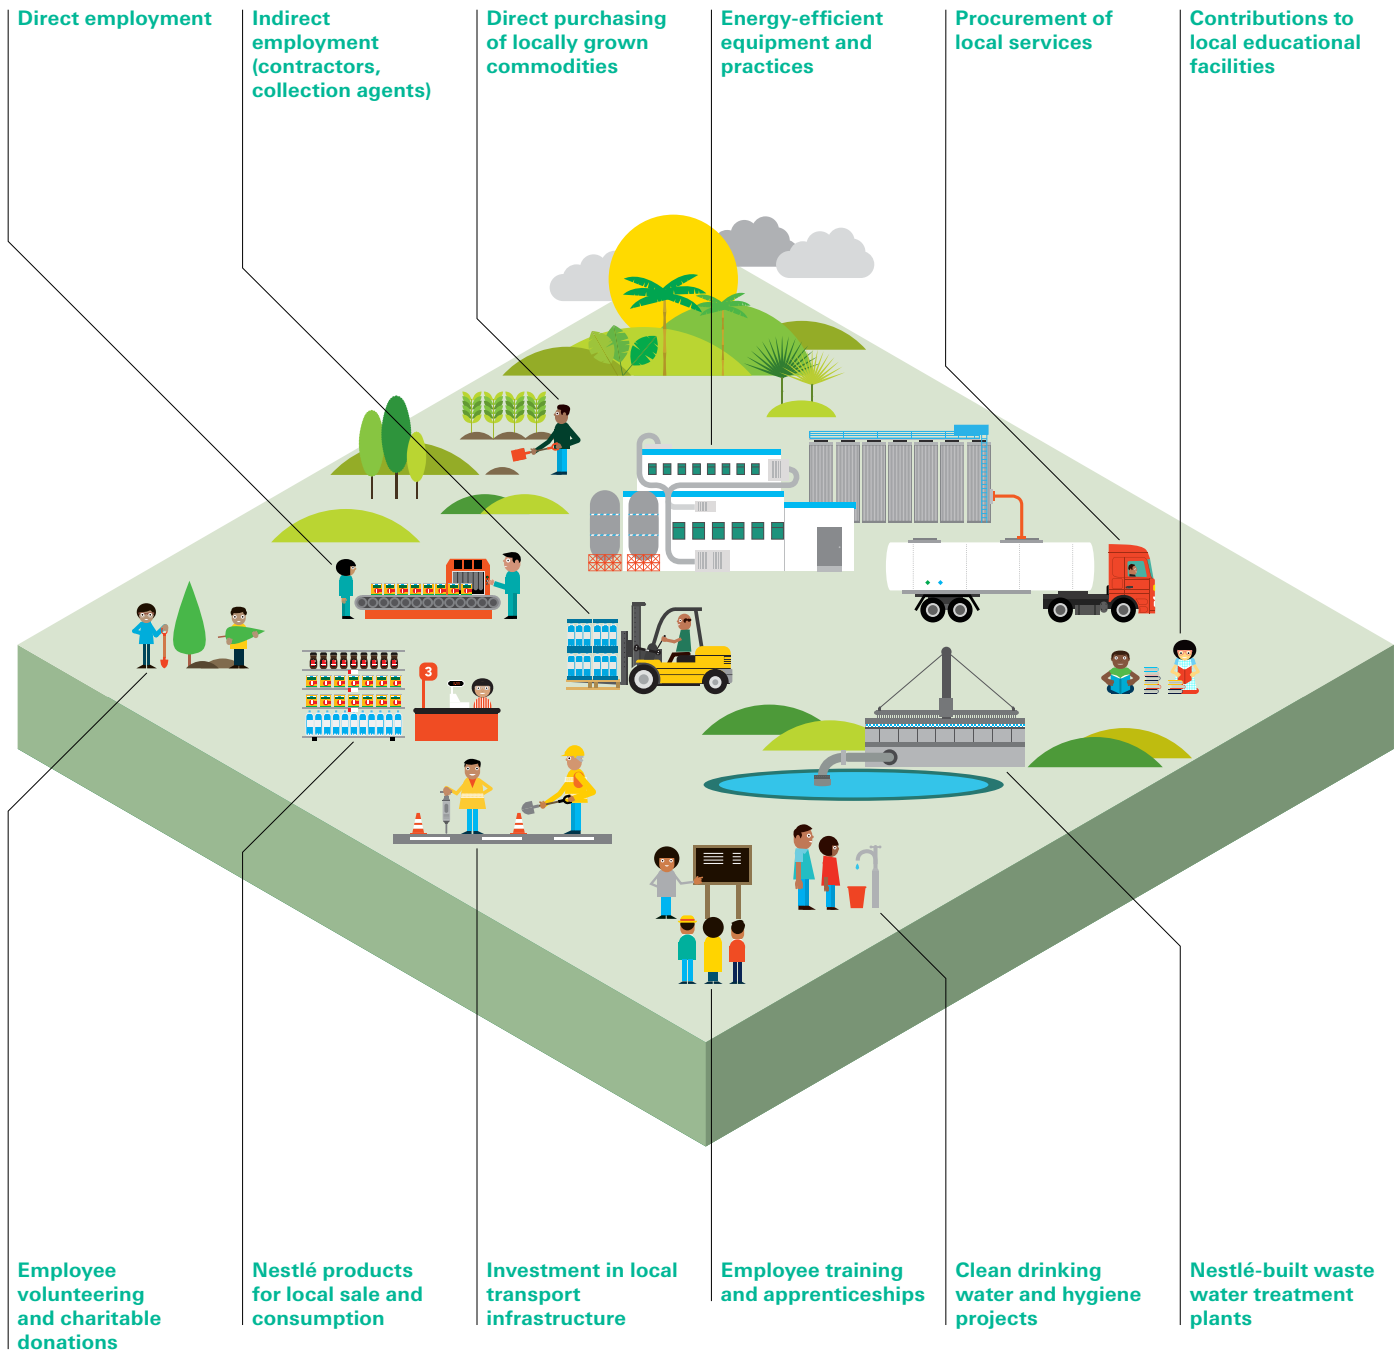 Direct employment
Indirect
employment
(contractors,
collection agents)
Direct purchasing
of locally grown
commodities
Energy-efficient
equipment and
practices
Procurement of
local services
Contributions to
local educational
facilities
3
Employee
volunteering
and charitable
donations
Nestlé products
for local sale and
consumption
Investment in local
transport
infrastructure
Employee training
and apprenticeships
Clean drinking
water and hygiene
projects
Nestlé-built waste
water treatment
plants